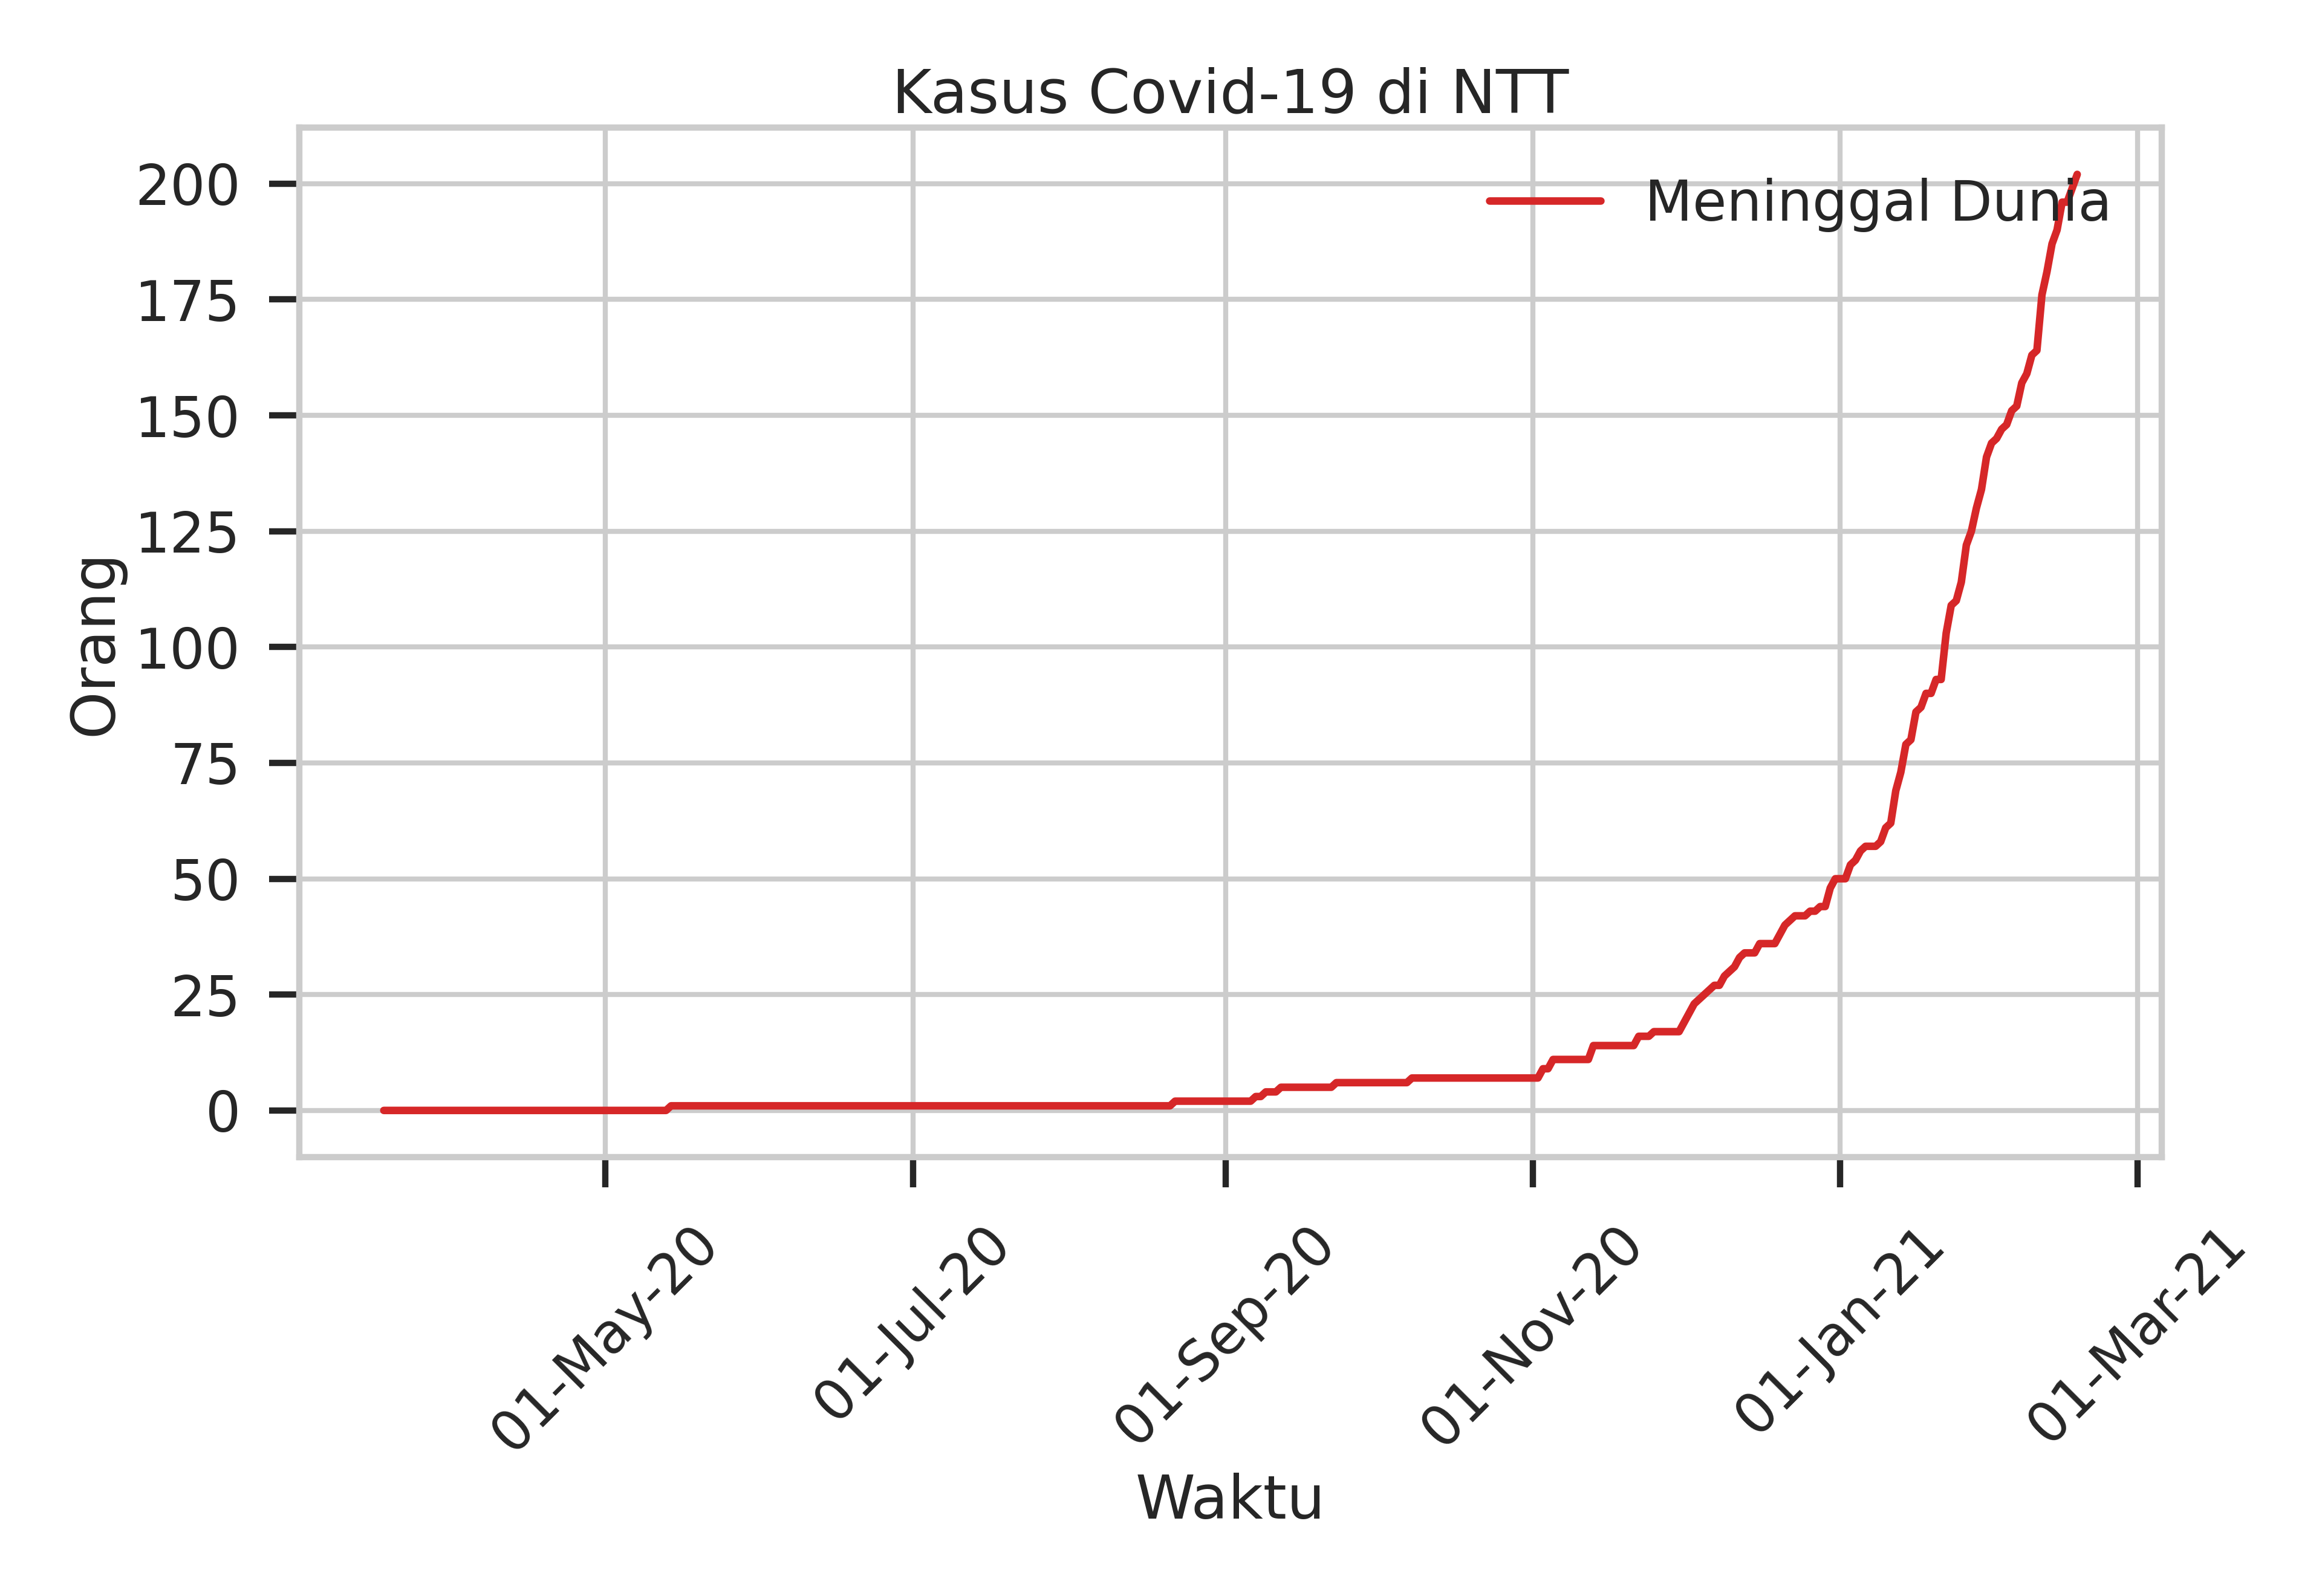 Kasus Covid-19 di NTT
Meninggal Dunia
200
175
150
125
100
75
50
25
0
Orang
01-May-20
01-Jul-20
01-Sep-20
01-Nov-20
01-Jan-21
01-Mar-21
Waktu